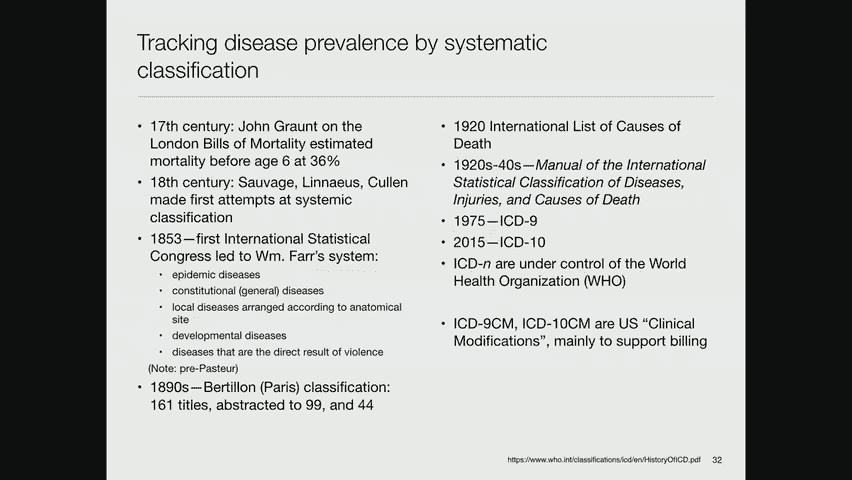 Tracking disease prevalence by systematic
classification
• 17th century: John Graunt on the
London Bills of Mortality estimated
mortality before age 6 at 36%
• 18th century: Sauvage, Linnaeus, Cullen
made first attempts at systemic
classification
• 1853—first International Statistical
Congress led to Wm. Farr's system:
• epidemic diseases
• constitutional (general) diseases
• local diseases arranged according to anatomical
site
• developmental diseases
• diseases that are the direct result of violence
(Note: pre-Pasteur)
• 1890s—Bertillon (Paris) classification:
161 titles, abstracted to 99, and 44
• 1920 International List of Causes of
Death
• 1920s-40s—Manual of the International
Statistical Classification of Diseases,
Injuries, and Causes of Death
• 1975—ICD-9
• 2015—ICD-10
• ICD-n are under control of the World
Health Organization (WHO)
• ICD-9CM, ICD-10CM are US “Clinical
Modifications”, mainly to support billing
https://www.who.int/classifications/icd/en/HistoryOfICD.pdf 32